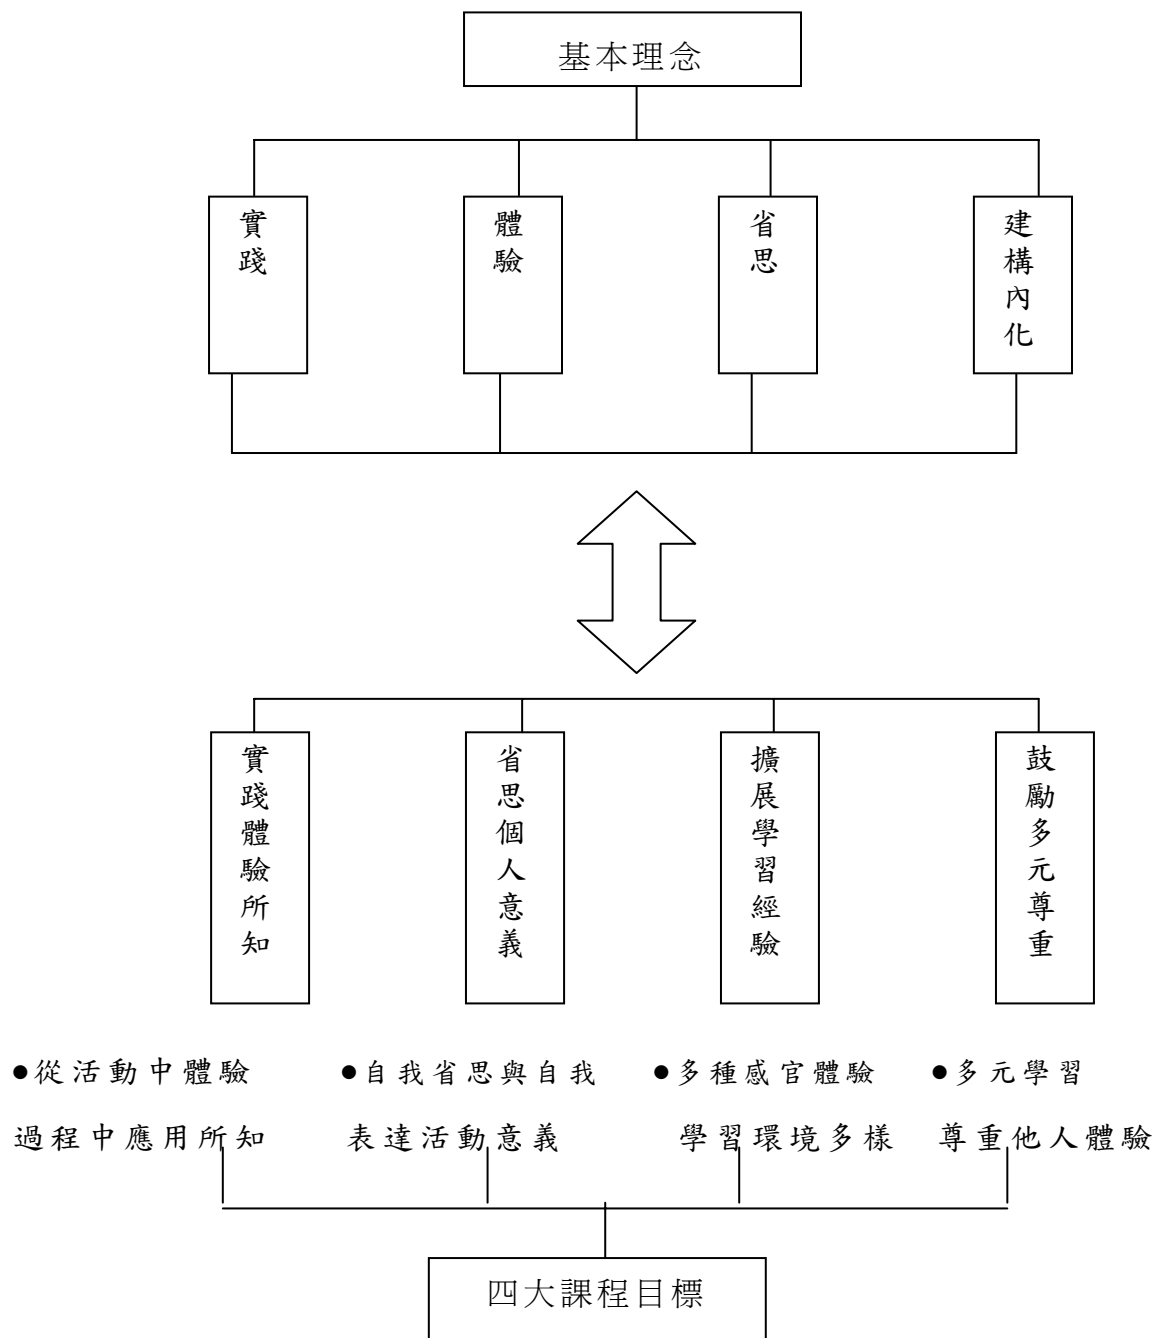 基本理念
實踐
體驗
省思
建構內化
實踐體驗所知
省思個人意義
擴展學習經驗
鼓勵多元尊重
●從活動中體驗
過程中應用所知
●自我省思與自我
表達活動意義
●多種感官體驗
學習環境多樣
●多元學習
尊重他人體驗
四大課程目標